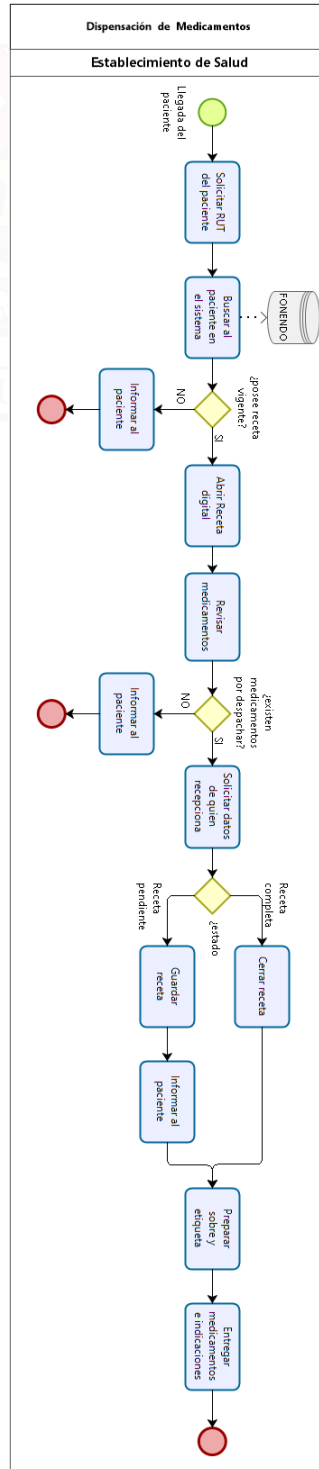 Dispensación de Medicamentos
Establecimiento de Salud
Llegada del
paciente
Solicitar RUT
del paciente
FONENDO
Buscar al
paciente en
el sistema
¿posee receta
vigente?
NO
SI
Informar al
paciente
Abrir Receta
digital
Revisar
medicamentos
¿existen
medicamentos
por despachar?
NO
SI
Informar al
paciente
Solicitar datos
de quien
recepciona
¿estado
Receta
completa
Receta
pendiente
Cerrar receta
Guardar
receta
Informar al
paciente
Preparar
sobre y
etiqueta
Entregar
medicamentos
e indicaciones